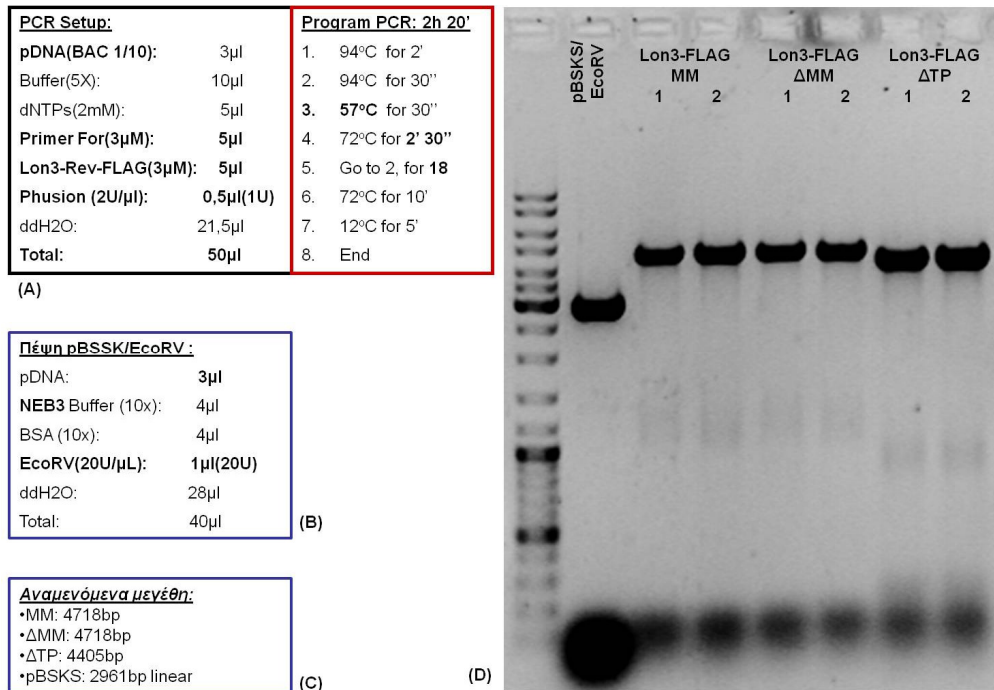 PCR Setup:
pDNA(BAC 1/10): 3μl
Buffer(5X): 10μl
dNTPs(2mM): 5μl
Primer For(3μM): 5μl
Lon3-Rev-FLAG(3μM): 5μl
Phusion (2U/μl): 0,5μl(1U)
ddH2O: 21,5μl
Total: 50μl
Program PCR: 2h 20'
1. 94°C for 2'
2. 94°C for 30''
3. 57°C for 30''
4. 72°C for 2' 30''
5. Go to 2, for 18
6. 72°C for 10'
7. 12°C for 5'
8. End
(A)
Πέψη pBSSK/EcoRV :
pDNA: 3μl
NEB3 Buffer (10x): 4μl
BSA (10x): 4μl
EcoRV(20U/μL): 1μl(20U)
ddH2O: 28μl
Total: 40μl
(B)
Αναμενόμενα μεγέθη:
•MM: 4718bp
•ΔMM: 4718bp
•ΔTP: 4405bp
•pBSKS: 2961bp linear
(C)
pBSKS/
EcoRV
Lon3-FLAG
MM
1 2
Lon3-FLAG
ΔMM
1 2
Lon3-FLAG
ΔTP
1 2
(D)